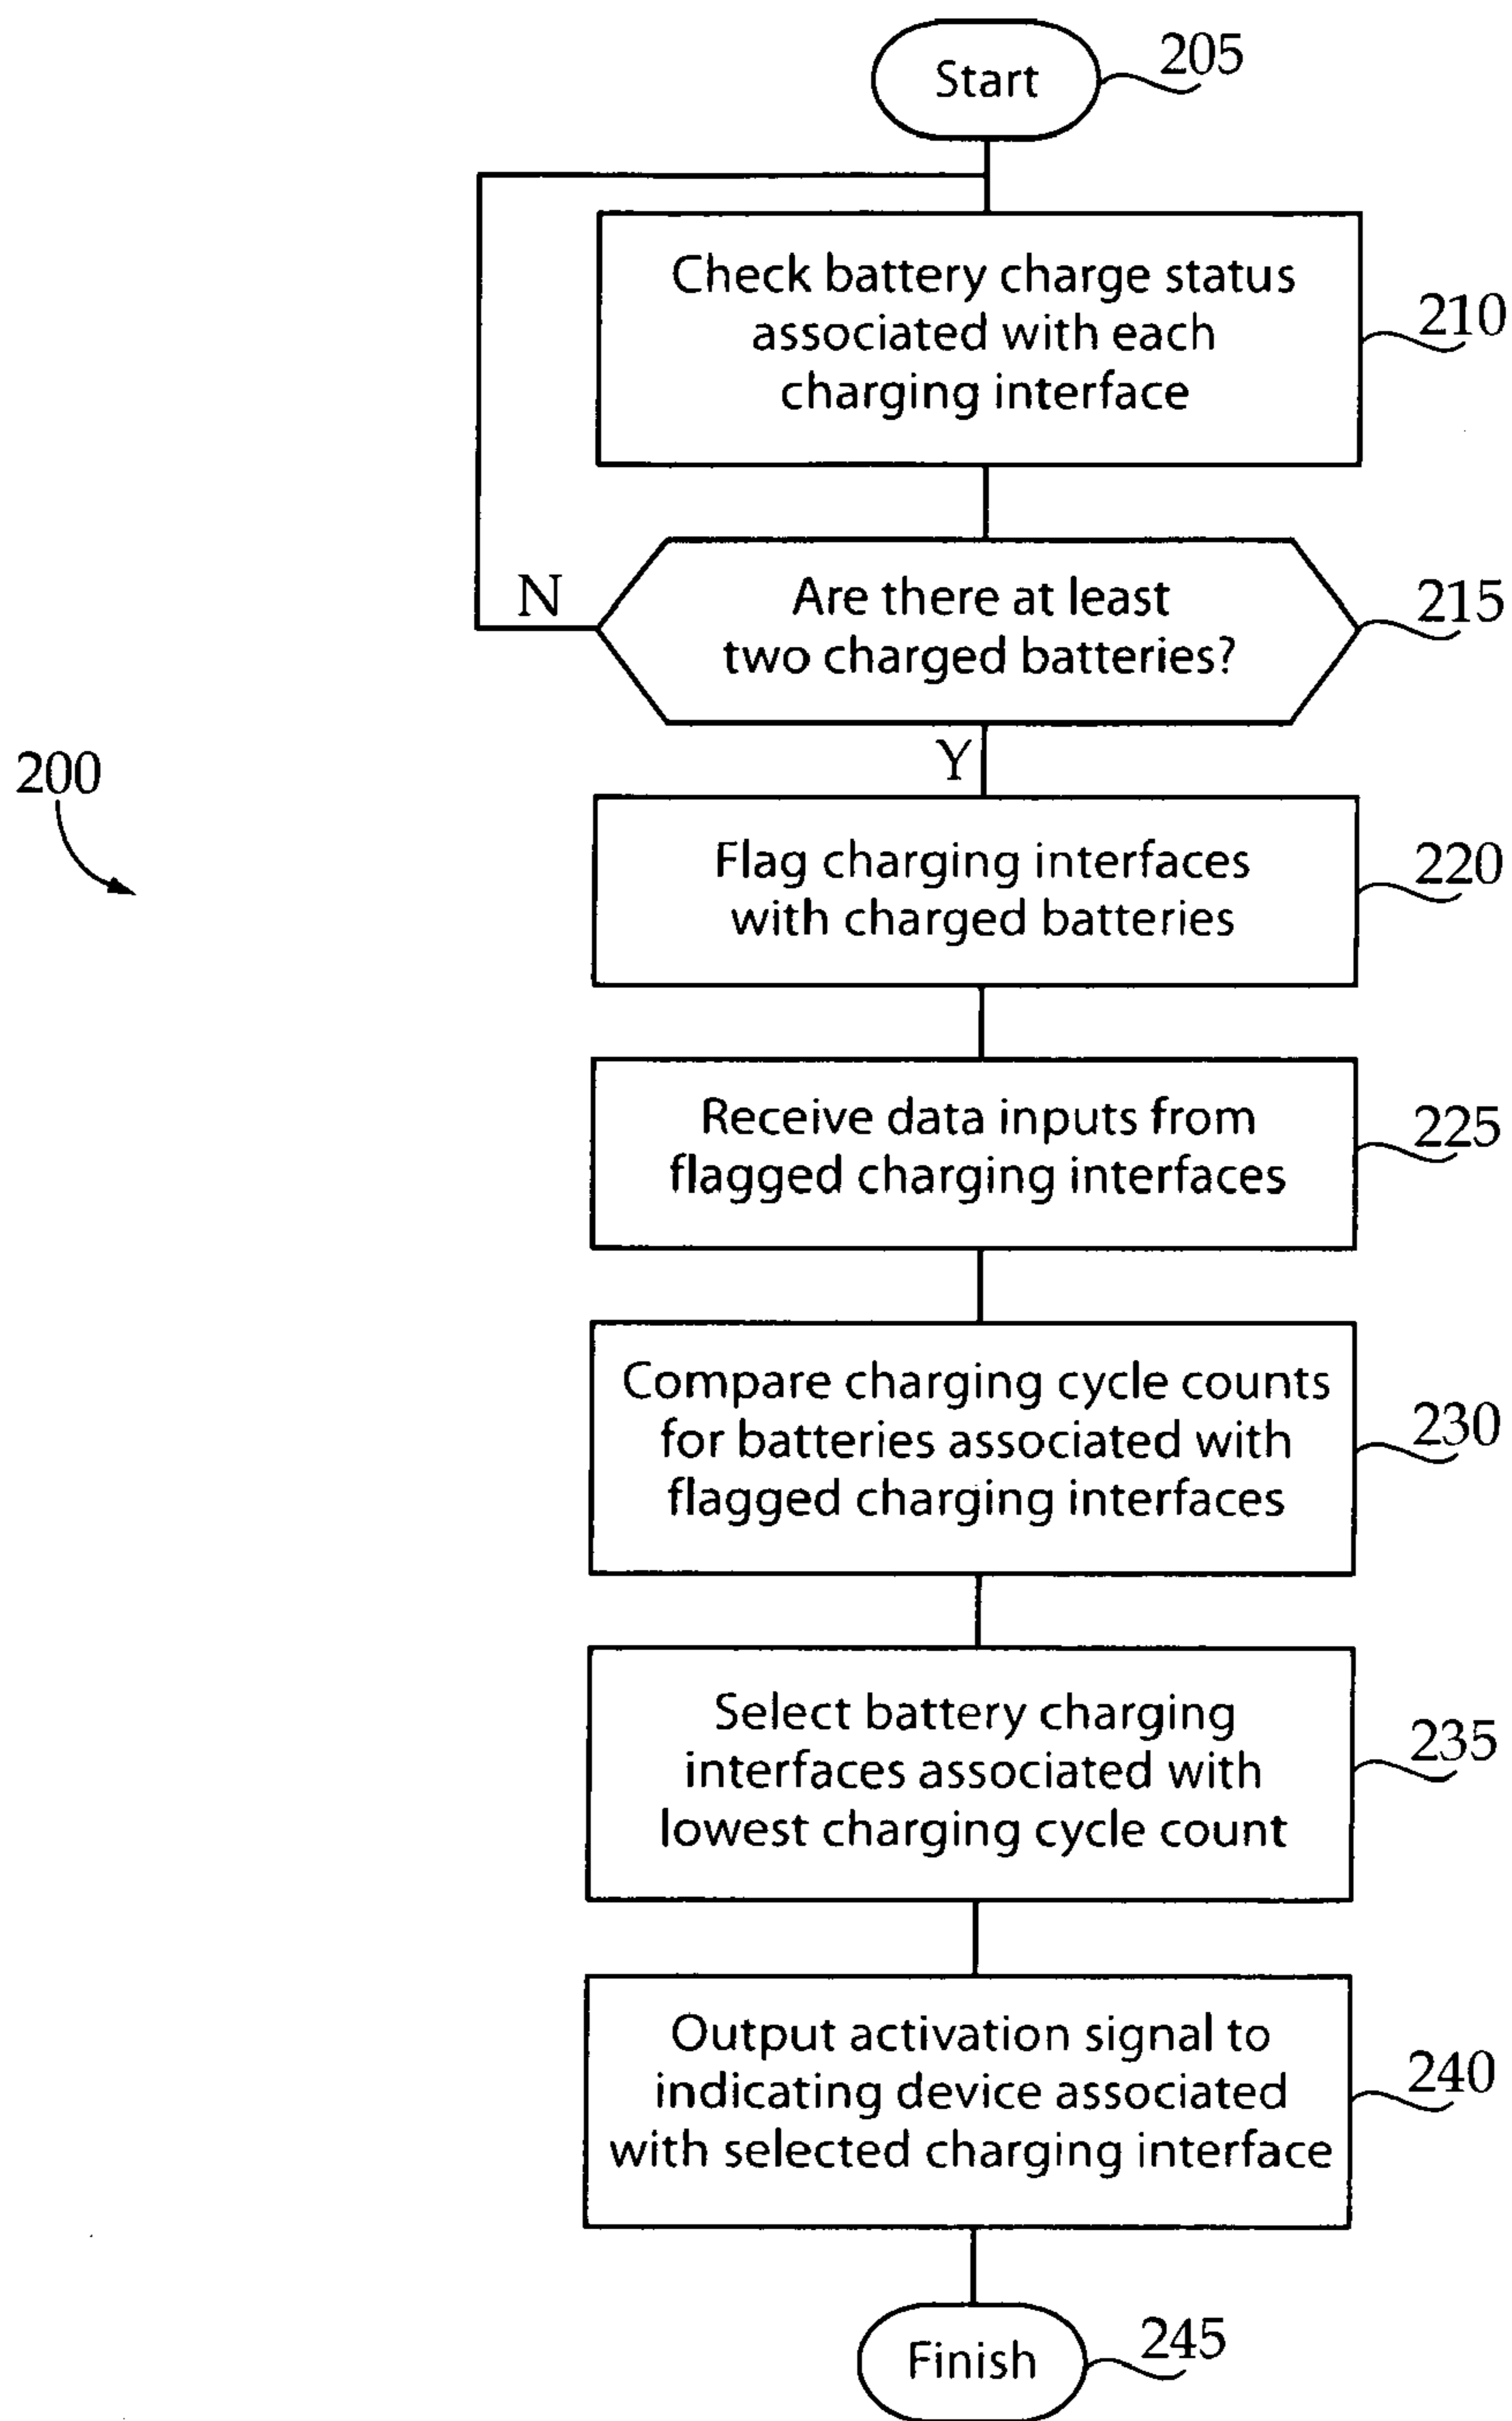 Start
205
Check battery charge status
associated with each
charging interface
210
N
Are there at least
two charged batteries?
215
200
Y
Flag charging interfaces
with charged batteries
220
Receive data inputs from
flagged charging interfaces
225
Compare charging cycle counts
for batteries associated with
flagged charging interfaces
230
Select battery charging
interfaces associated with
lowest charging cycle count
235
Output activation signal to
indicating device associated
with selected charging interface
240
Finish
245